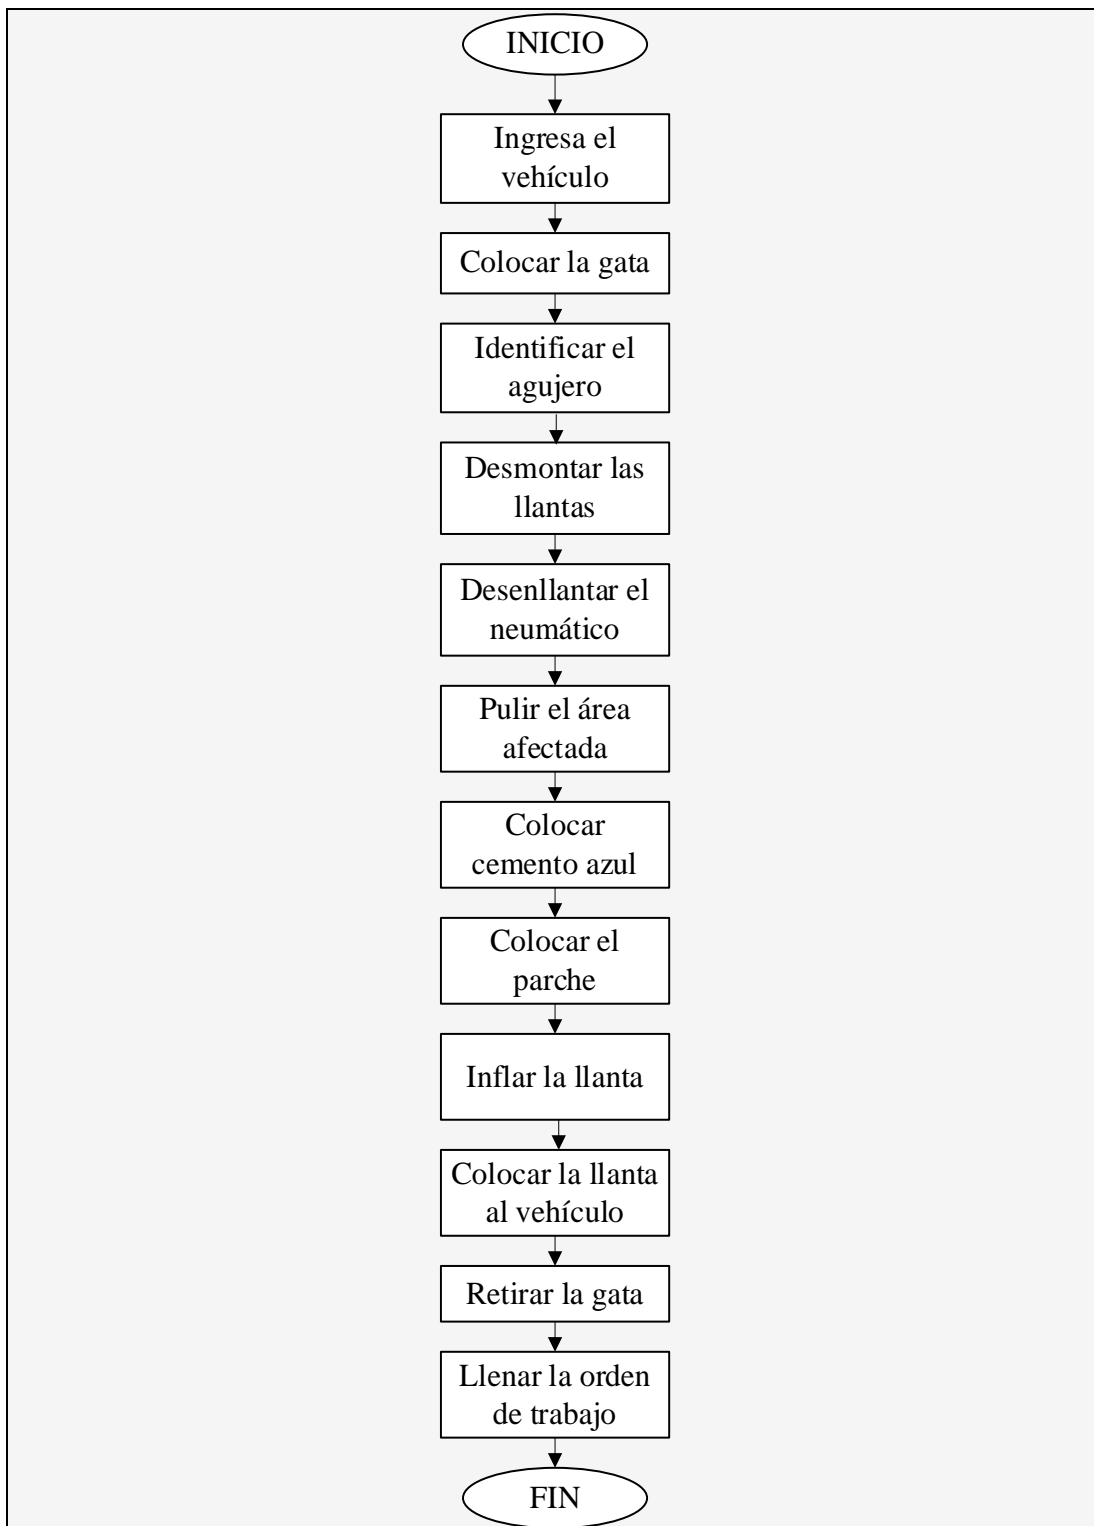 INICIO
Ingresa el
vehículo
Colocar la gata
Identificar el
agujero
Desmontar las
llantas
Desenllantar el
neumático
Pulir el área
afectada
Colocar
cemento azul
Colocar el
parche
Inflar la llanta
Colocar la llanta
al vehículo
Retirar la gata
Llenar la orden
de trabajo
FIN